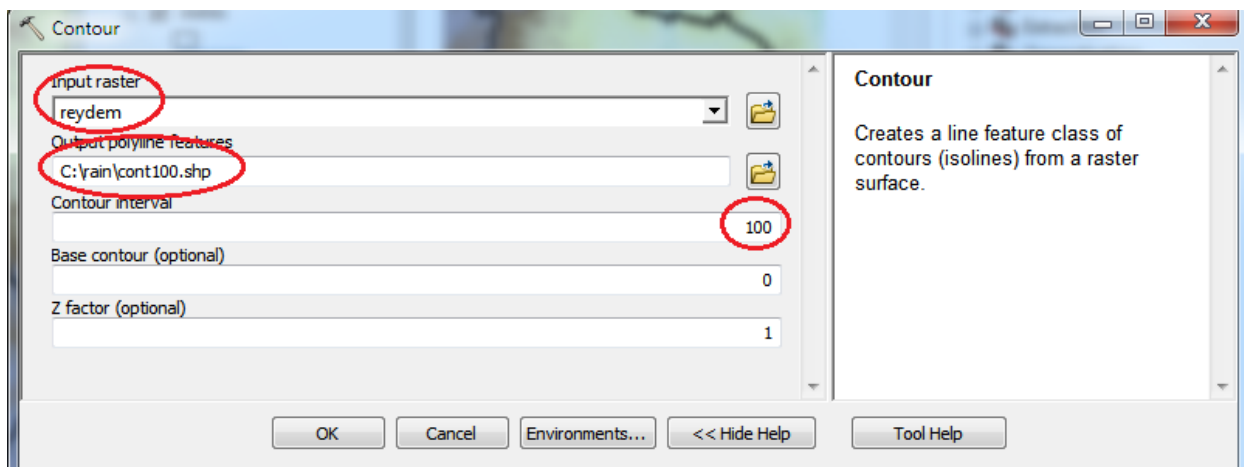 Contour
Input raster
reydem
Output polyline features
C:\rain\cont100.shp
Contour interval
100
Base contour (optional)
0
Z factor (optional)
1
Contour
Creates a line feature class of
contours (isolines) from a raster
surface.
OK
Cancel
Environments...
<< Hide Help
Tool Help